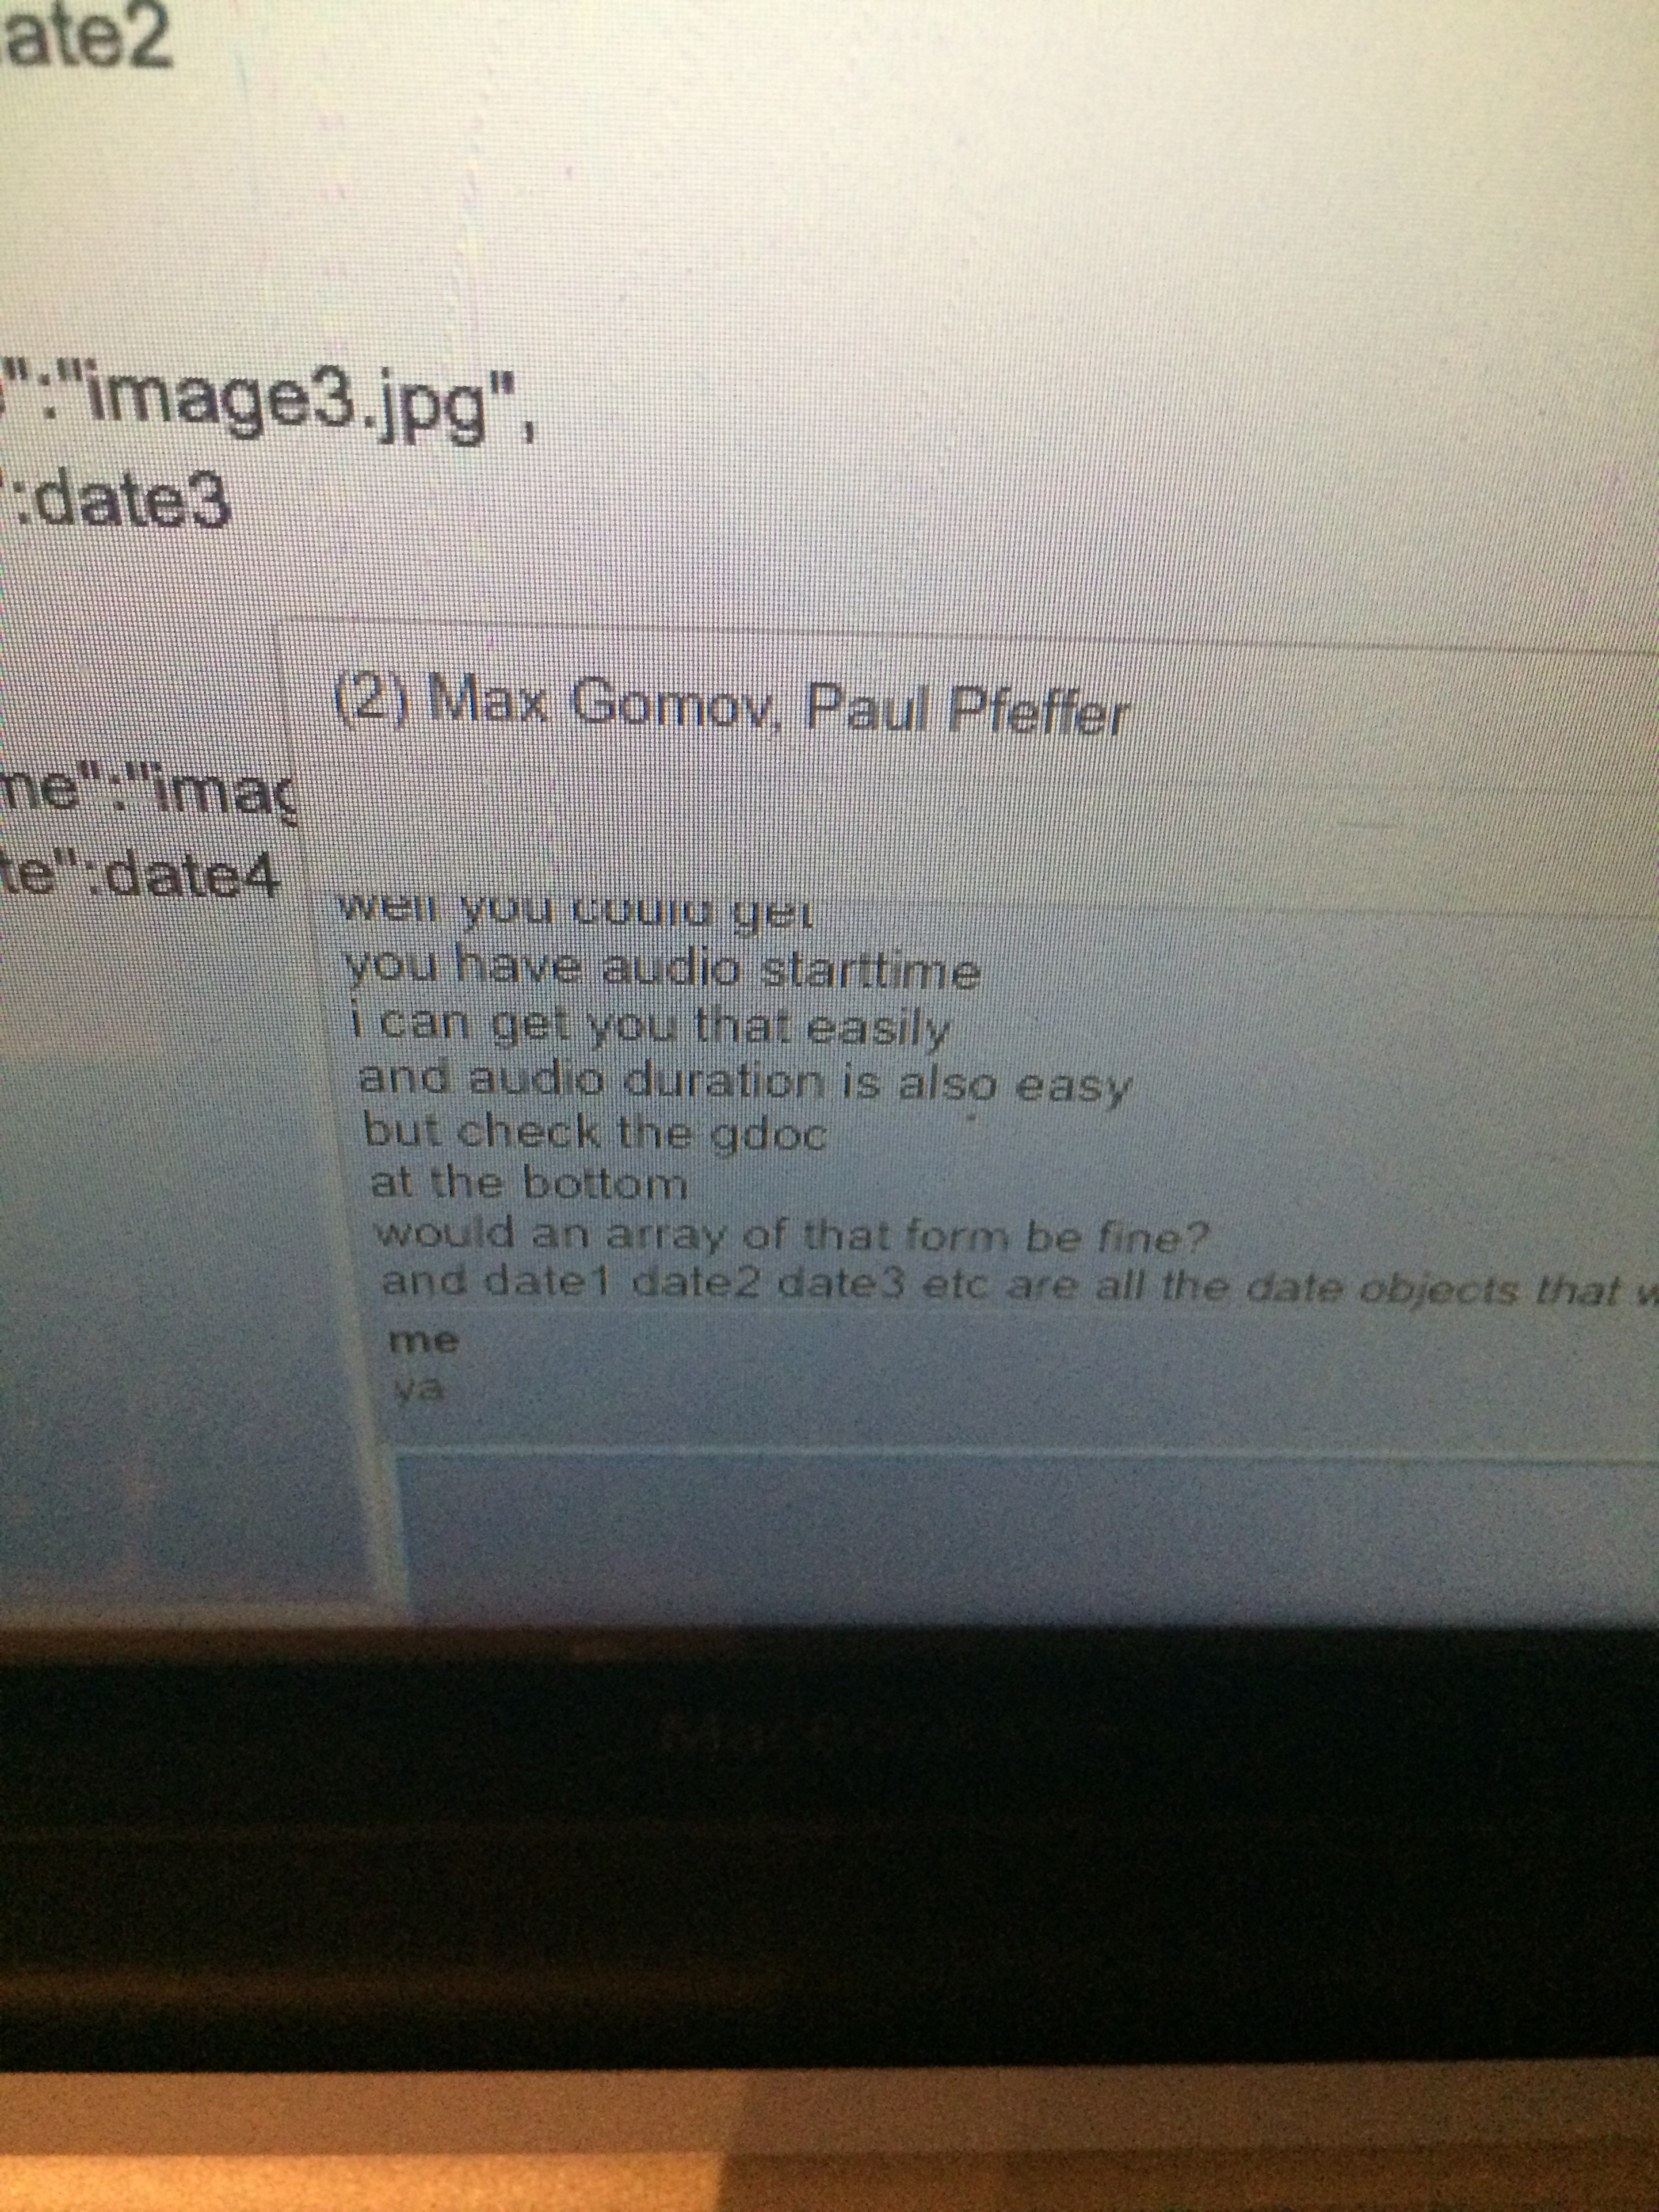 ate2
":"image3.jpg",
":date3
(2) Max Gomov, Paul Pfeffer
me":"imag
te":date4
well you could get
you have audio starttime
i can get you that easily
and audio duration is also easy
but check the gdoc
at the bottom
would an array of that form be fine?
and date1 date2 date3 etc are all the date objects that w
me
ya